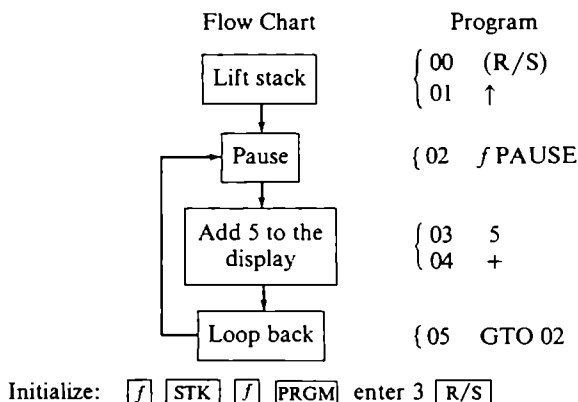 Flow Chart Program
Lift stack { 00 (R/S)
01 ↑
Pause { 02 f PAUSE
Add 5 to the display { 03 5
04 +
Loop back { 05 GTO 02
Initialize: f STK f PRGM enter 3 R/S